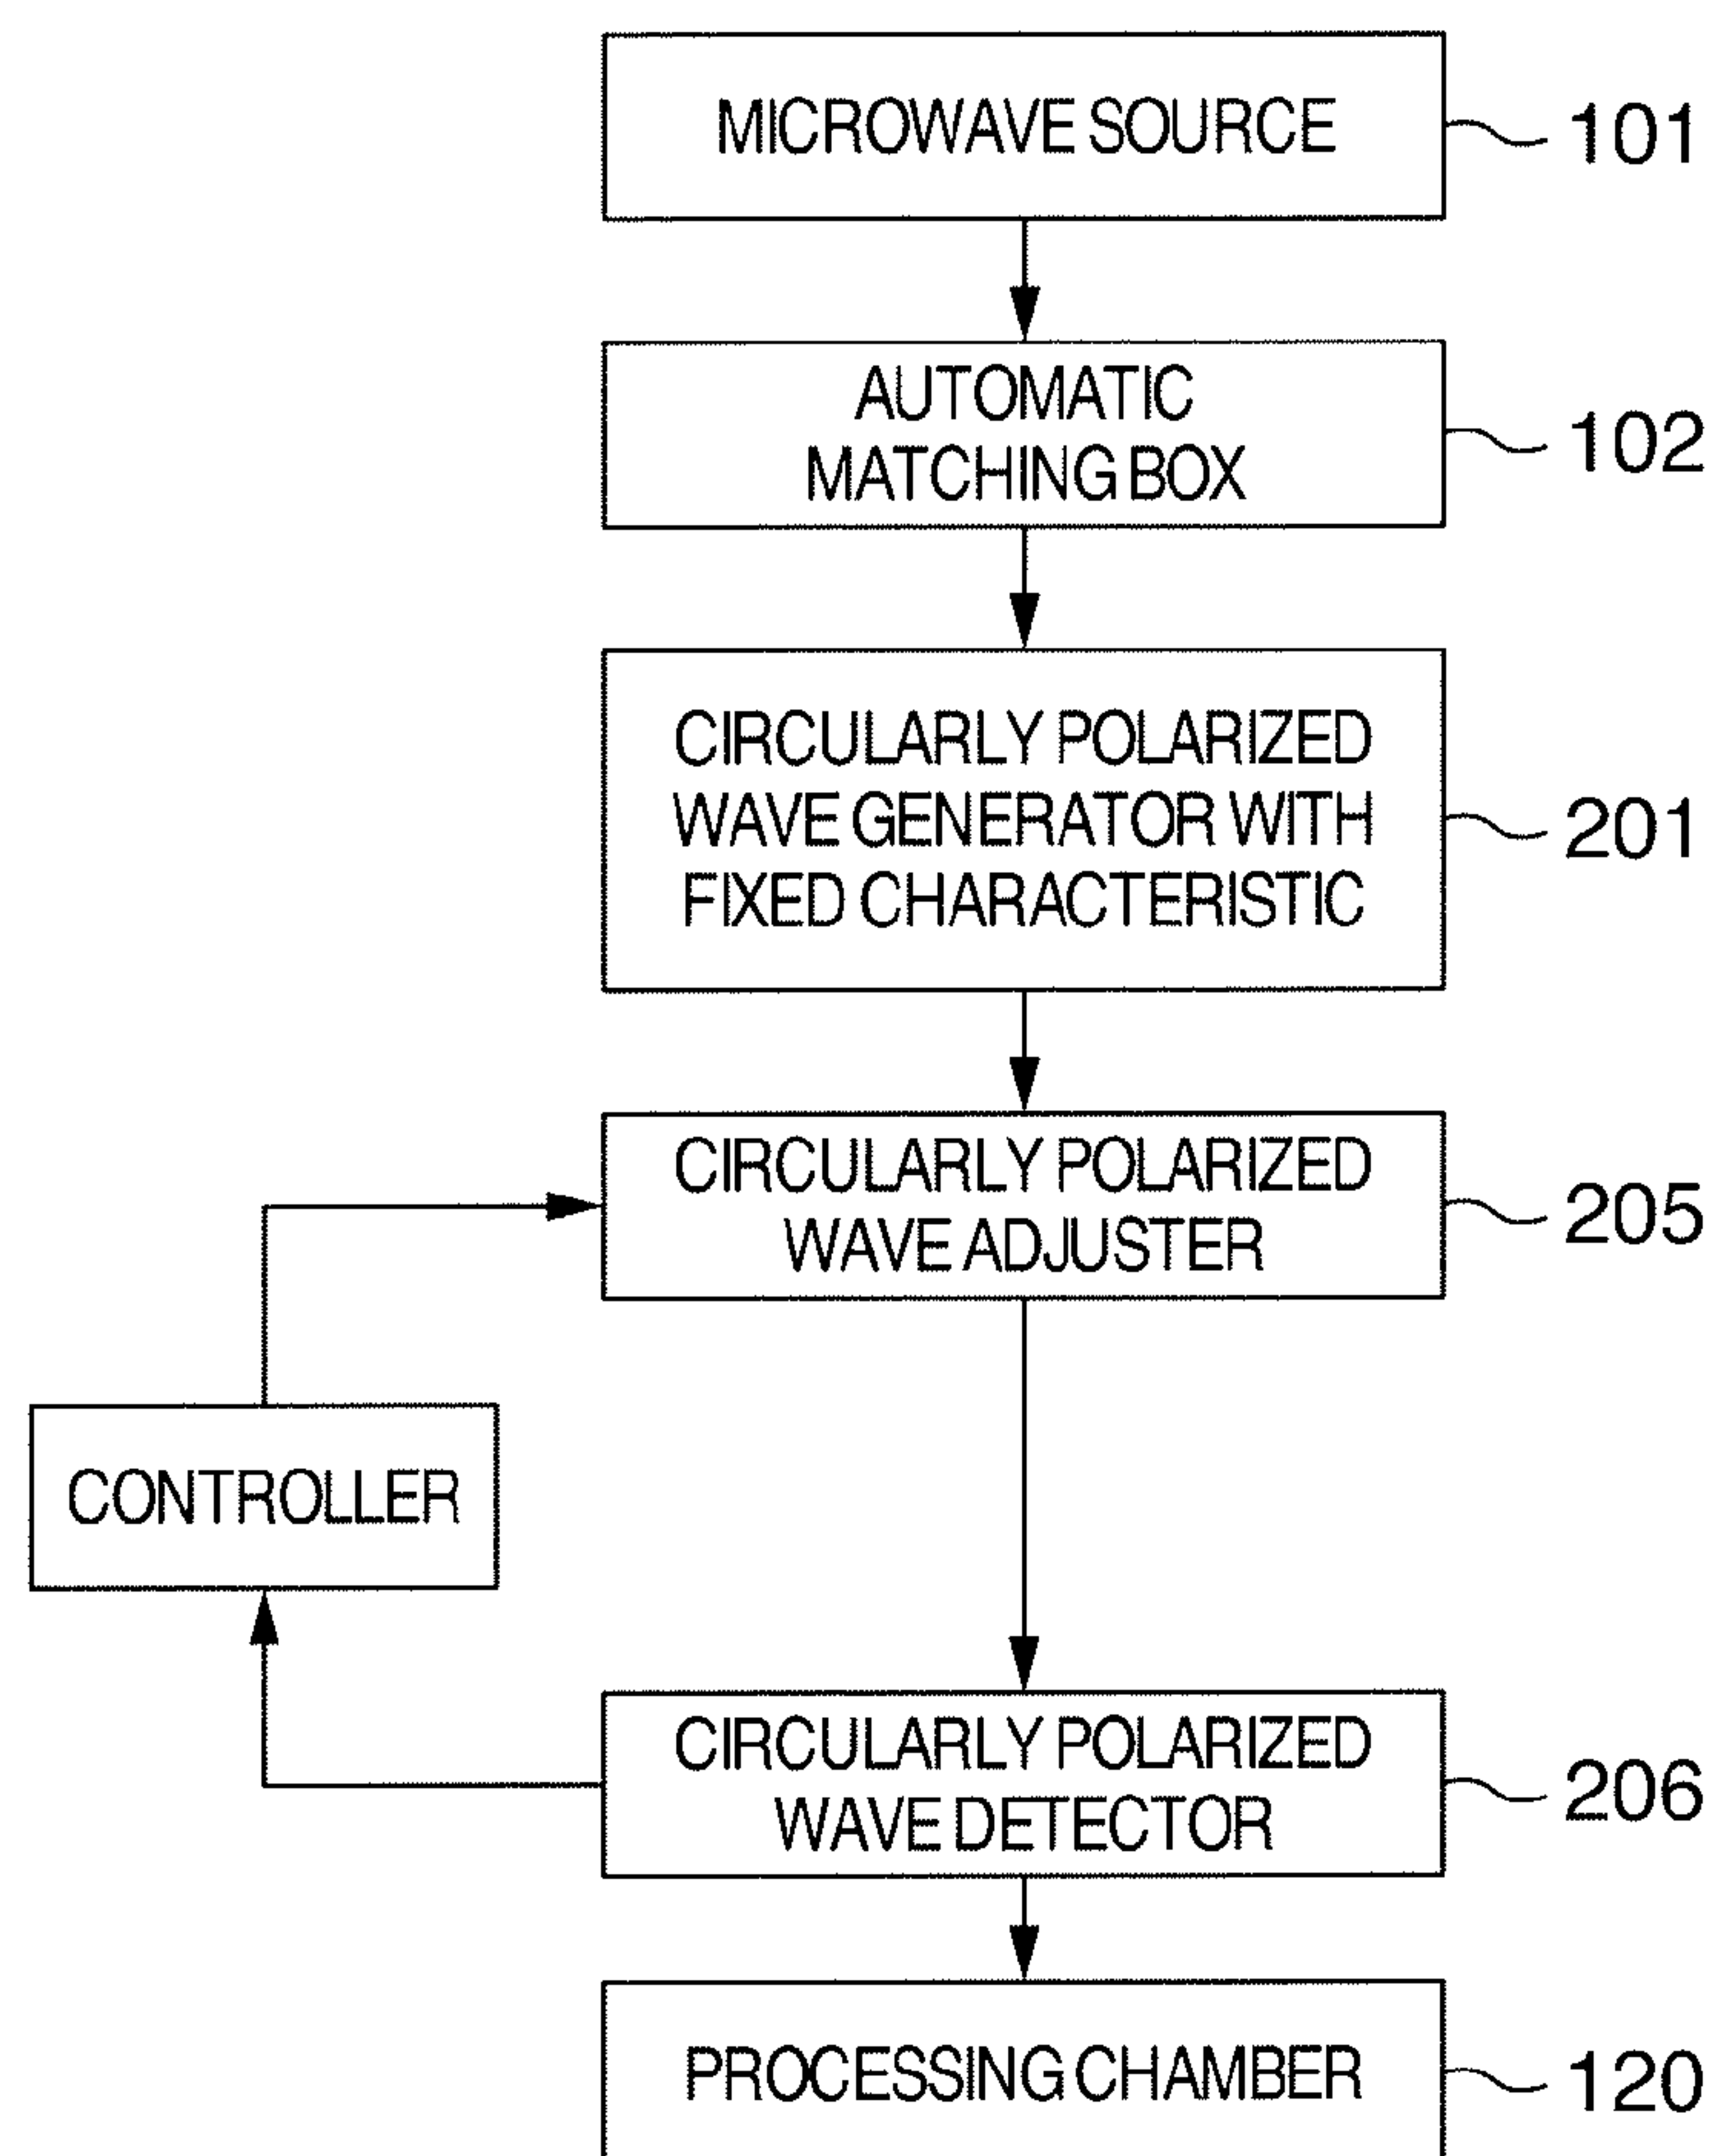 MICROWAVE SOURCE
101
AUTOMATIC
MATCHING BOX
102
CIRCULARLY POLARIZED
WAVE GENERATOR WITH
FIXED CHARACTERISTIC
201
CIRCULARLY POLARIZED
WAVE ADJUSTER
205
CONTROLLER
CIRCULARLY POLARIZED
WAVE DETECTOR
206
PROCESSING CHAMBER
120